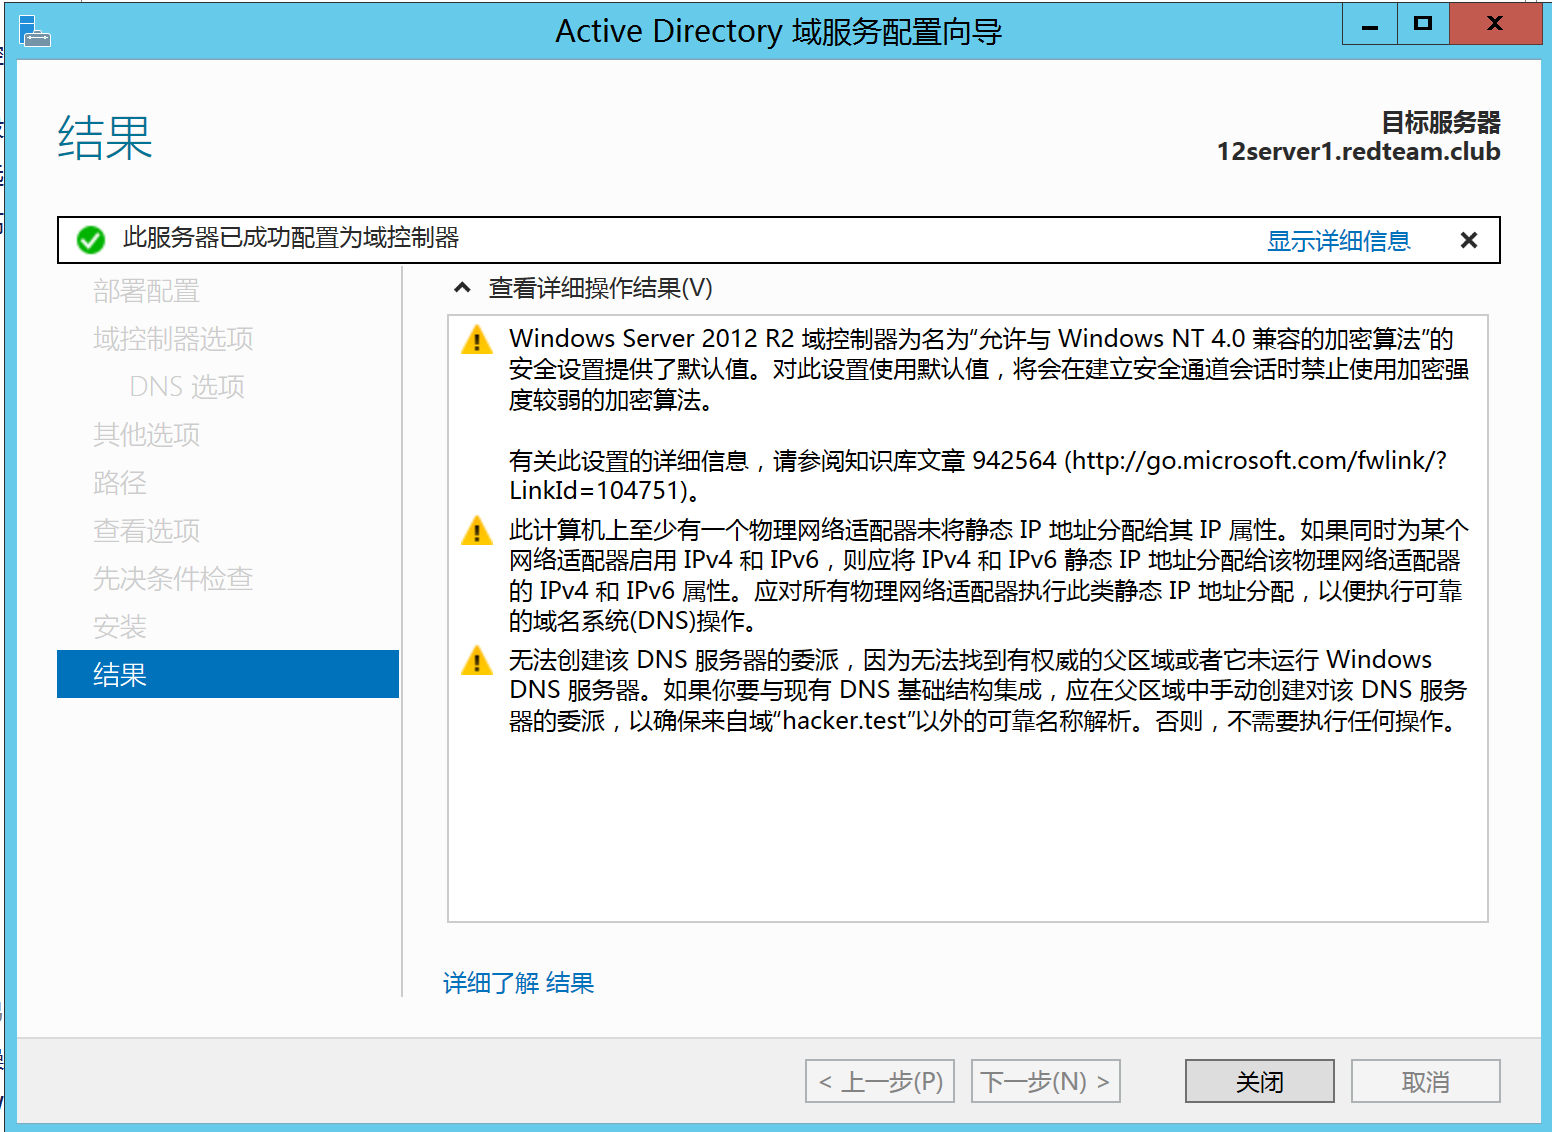 Active Directory 域服务配置向导
结果
目标服务器
12server1.redteam.club
此服务器已成功配置为域控制器
显示详细信息
部署配置
域控制器选项
DNS 选项
其他选项
路径
查看选项
先决条件检查
安装
结果
查看详细操作结果(V)
Windows Server 2012 R2 域控制器为名为“允许与 Windows NT 4.0 兼容的加密算法”的
安全设置提供了默认值。对此设置使用默认值，将会在建立安全通道会话时禁止使用加密强
度较弱的加密算法。
有关此设置的详细信息，请参阅知识库文章 942564 (http://go.microsoft.com/fwlink/?
LinkId=104751)。
此计算机上至少有一个物理网络适配器未将静态 IP 地址分配给其 IP 属性。如果同时为某个
网络适配器启用 IPv4 和 IPv6，则应将 IPv4 和 IPv6 静态 IP 地址分配给该物理网络适配器
的 IPv4 和 IPv6 属性。应对所有物理网络适配器执行此类静态 IP 地址分配，以便执行可靠
的域名系统(DNS)操作。
无法创建该 DNS 服务器的委派，因为无法找到有权威的父区域或者它未运行 Windows
DNS 服务器。如果你要与现有 DNS 基础结构集成，应在父区域中手动创建对该 DNS 服务
器的委派，以确保来自域“hacker.test”以外的可靠名称解析。否则，不需要执行任何操作。
详细了解 结果
< 上一步(P)
下一步(N) >
关闭
取消